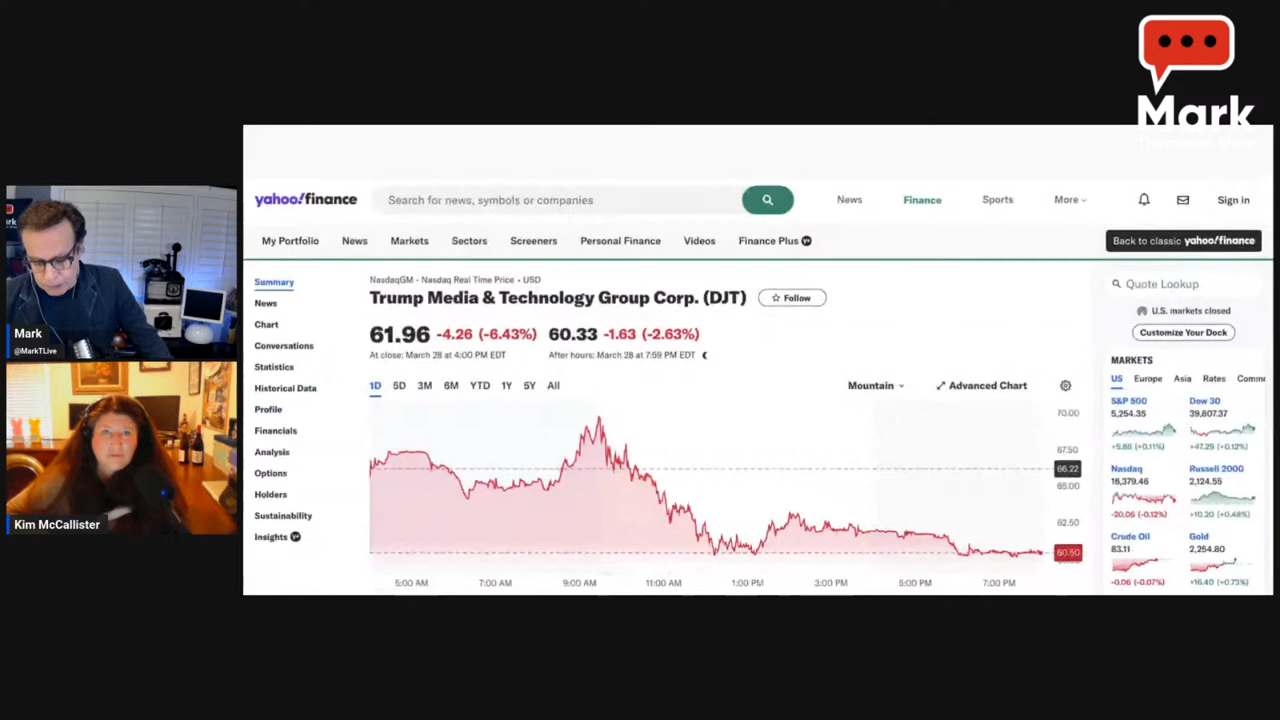 Mark
yahoo!finance
Search for news, symbols or companies
News
Finance
Sports
More
Sign in
My Portfolio
News
Markets
Sectors
Screeners
Personal Finance
Videos
Finance Plus
Back to classic yahoo!finance
Summary
News
Chart
Conversations
Statistics
Historical Data
Profile
Financials
Analysis
Options
Holders
Sustainability
Insights
NasdaqGM - Nasdaq Real Time Price • USD
Trump Media & Technology Group Corp. (DJT)
Follow
61.96 -4.26 (-6.43%) 60.33 -1.63 (-2.63%)
At close: March 28 at 4:00 PM EDT After hours: March 28 at 7:59 PM EDT
1D 5D 3M 6M YTD 1Y 5Y All
Mountain
Advanced Chart
70.00
67.50
66.22
65.00
62.50
60.50
5:00 AM 7:00 AM 9:00 AM 11:00 AM 1:00 PM 3:00 PM 5:00 PM 7:00 PM
Quote Lookup
U.S. markets closed
Customize Your Dock
MARKETS
US Europe Asia Rates Comm
S&P 500 Dow 30
5,254.35 39,807.37
+5.86 (+0.11%) +47.29 (+0.12%)
Nasdaq Russell 2000
16,379.46 2,124.55
-20.06 (-0.12%) +10.20 (+0.48%)
Crude Oil Gold
83.11 2,254.80
-0.06 (-0.07%) +16.40 (+0.73%)
Mark
@MarkTLive
Kim McCallister